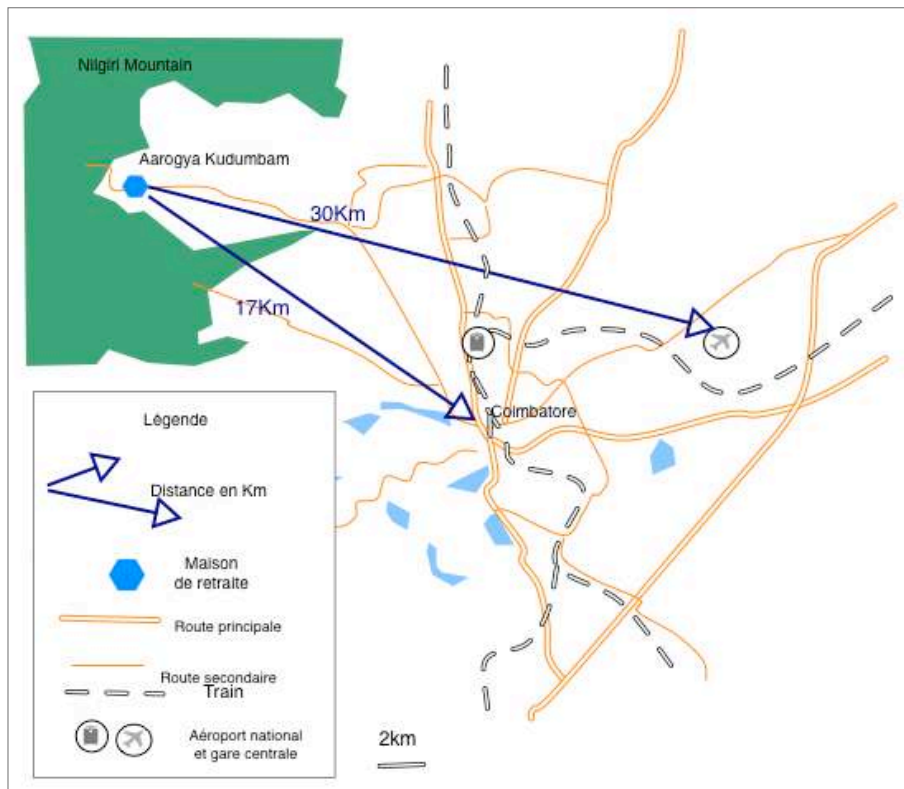 Nilgiri Mountain
Aarogya Kudumbam
30Km
17Km
Coimbatore
Légende
Distance en Km
Maison
de retraite
Route principale
Route secondaire
Train
Aéroport national
et gare centrale
2km